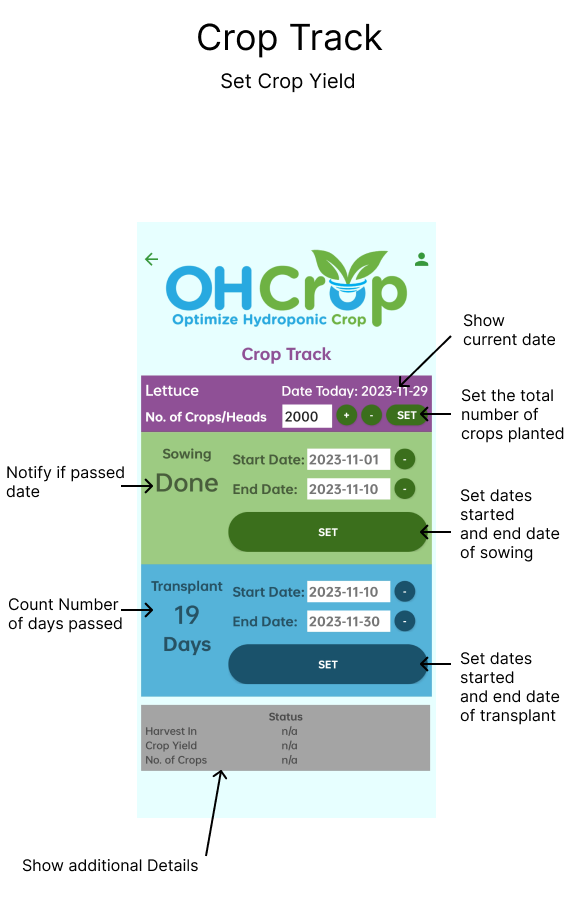 Crop Track
Set Crop Yield
OHCrop
Optimize Hydroponic Crop
Crop Track
Show
current date
Lettuce
Date Today: 2023-11-29
No. of Crops/Heads
2000
+
-
SET
Set the total
number of
crops planted
Notify if passed
date
Sowing
Done
Start Date:
2023-11-01
-
End Date:
2023-11-10
-
SET
Set dates
started
and end date
of sowing
Count Number
of days passed
Transplant
19
Days
Start Date:
2023-11-10
-
End Date:
2023-11-30
-
SET
Set dates
started
and end date
of transplant
Status
Harvest In n/a
Crop Yield n/a
No. of Crops n/a
Show additional Details